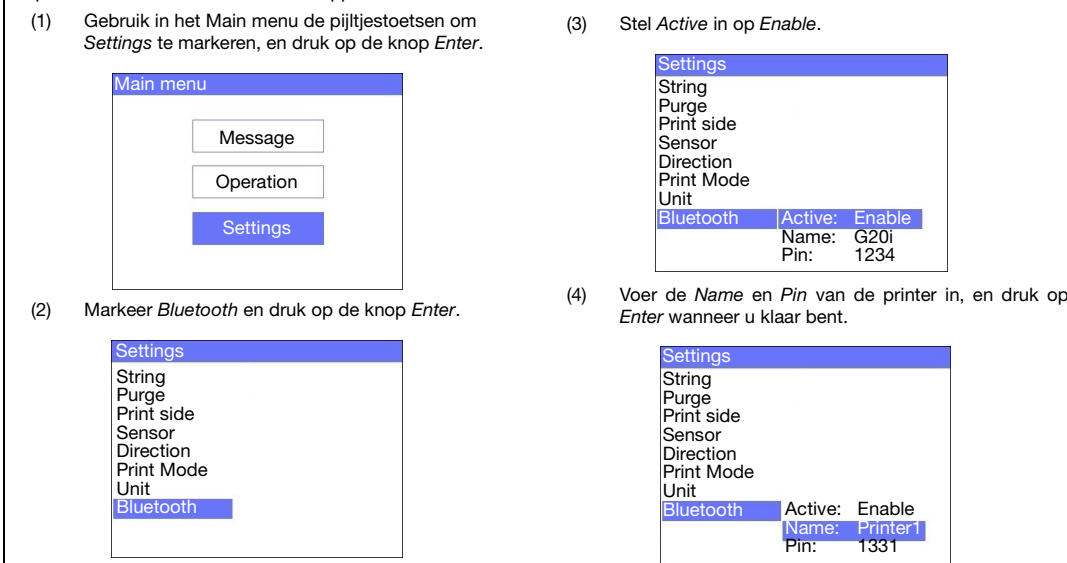 (1) Gebruik in het Main menu de pijltjestoetsen om
Settings te markeren, en druk op de knop Enter.
Main menu
Message
Operation
Settings
(2) Markeer Bluetooth en druk op de knop Enter.
Settings
String
Purge
Print side
Sensor
Direction
Print Mode
Unit
Bluetooth
(3) Stel Active in op Enable.
Settings
String
Purge
Print side
Sensor
Direction
Print Mode
Unit
Bluetooth Active: Enable
Name: G20i
Pin: 1234
(4) Voer de Name en Pin van de printer in, en druk op
Enter wanneer u klaar bent.
Settings
String
Purge
Print side
Sensor
Direction
Print Mode
Unit
Bluetooth Active: Enable
Name: Printer1
Pin: 1331